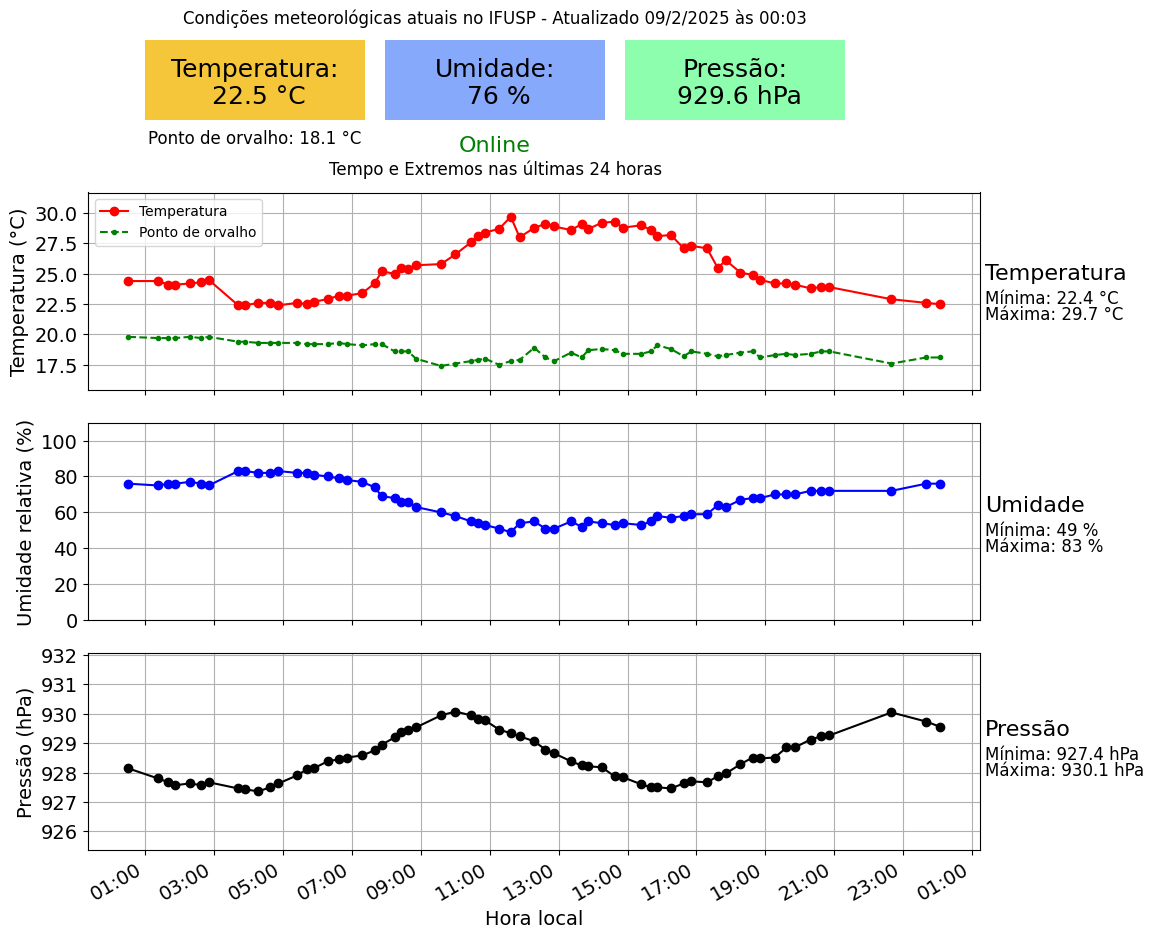 Condições meteorológicas atuais no IFUSP - Atualizado 09/2/2025 às 00:03
Temperatura:
22.5 °C
Umidade:
76 %
Pressão:
929.6 hPa
Ponto de orvalho: 18.1 °C
Online
Tempo e Extremos nas últimas 24 horas
Temperatura (°C)
30.0
27.5
25.0
22.5
20.0
17.5
Temperatura
Ponto de orvalho
Temperatura
Mínima: 22.4 °C
Máxima: 29.7 °C
Umidade relativa (%)
100
80
60
40
20
0
Umidade
Mínima: 49 %
Máxima: 83 %
Pressão (hPa)
932
931
930
929
928
927
926
Pressão
Mínima: 927.4 hPa
Máxima: 930.1 hPa
01:00 03:00 05:00 07:00 09:00 11:00 13:00 15:00 17:00 19:00 21:00 23:00 01:00
Hora local